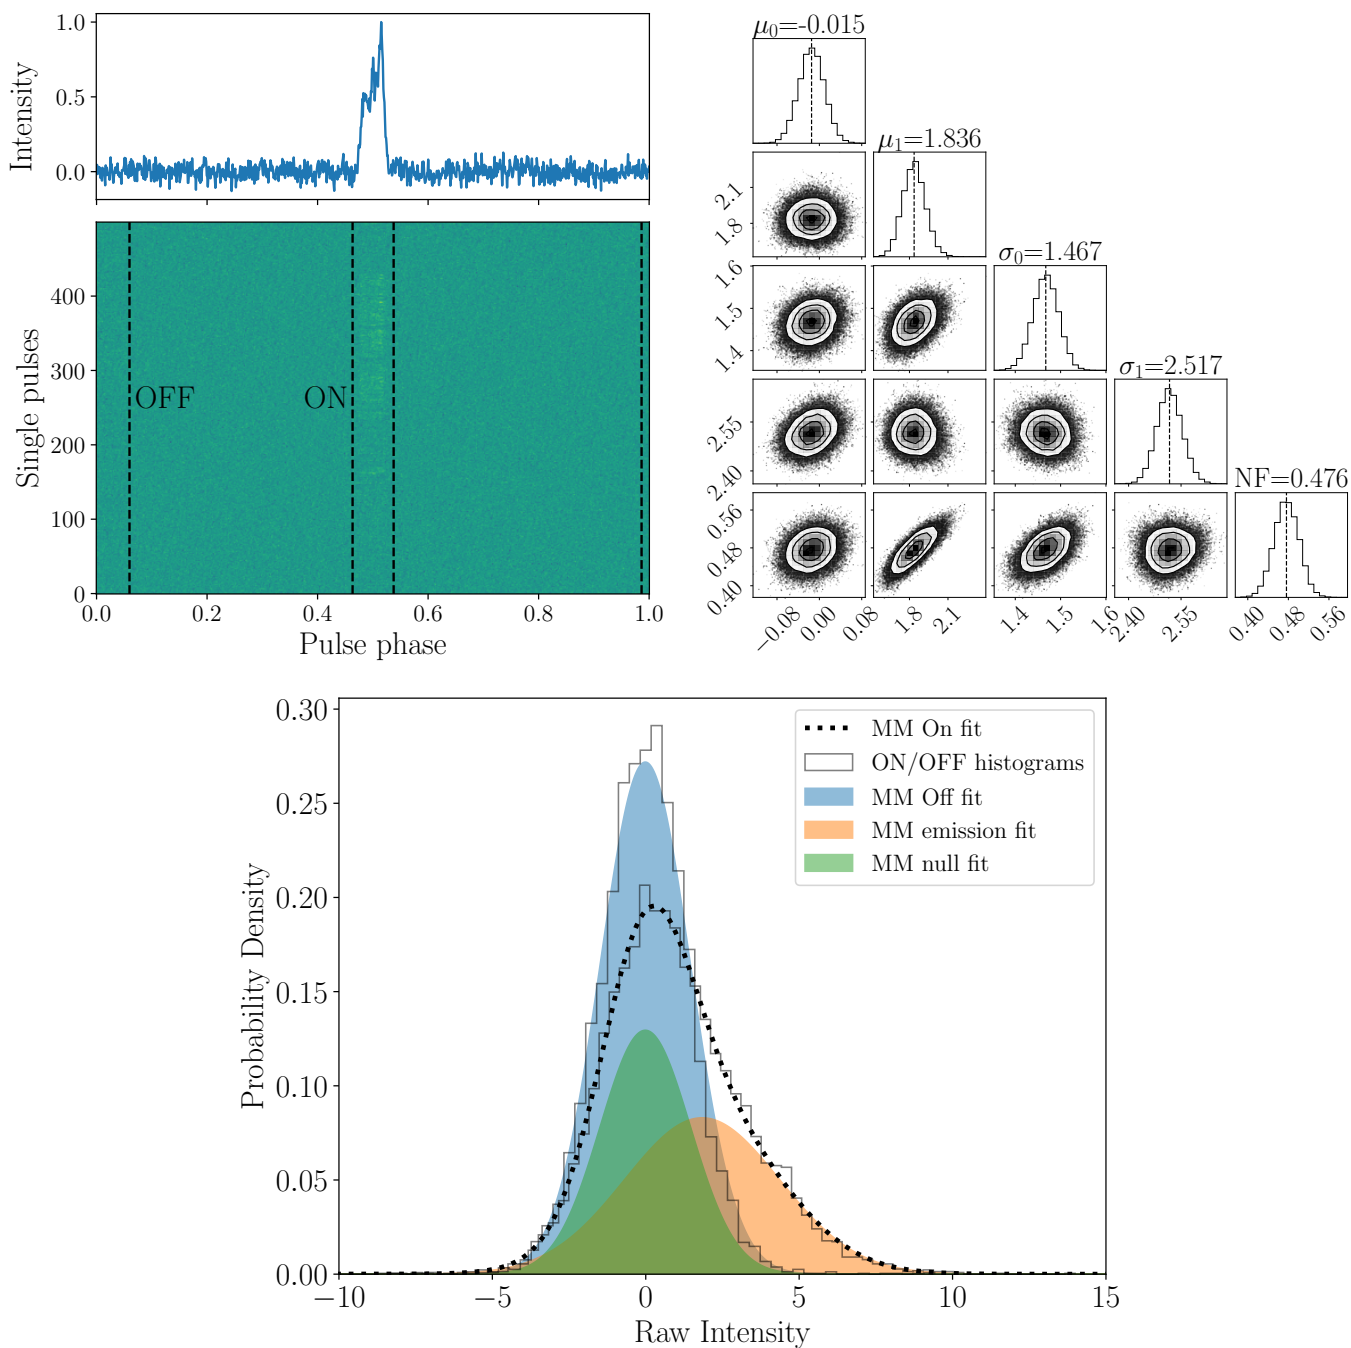 1.0
0.5
0.0
Intensity
400
300
200
100
0
Single pulses
OFF
ON
0.0 0.2 0.4 0.6 0.8 1.0
Pulse phase
μ₀=-0.015
μ₁=1.836
2.1
1.8
σ₀=1.467
1.6
1.5
1.4
σ₁=2.517
2.55
2.40
NF=0.476
0.56
0.48
0.40
−0.08 0.00 0.08 1.8 2.1 1.4 1.5 1.6 2.40 2.55 0.40 0.48 0.56
0.30
0.25
0.20
0.15
0.10
0.05
0.00
Probability Density
MM On fit
ON/OFF histograms
MM Off fit
MM emission fit
MM null fit
−10 −5 0 5 10 15
Raw Intensity